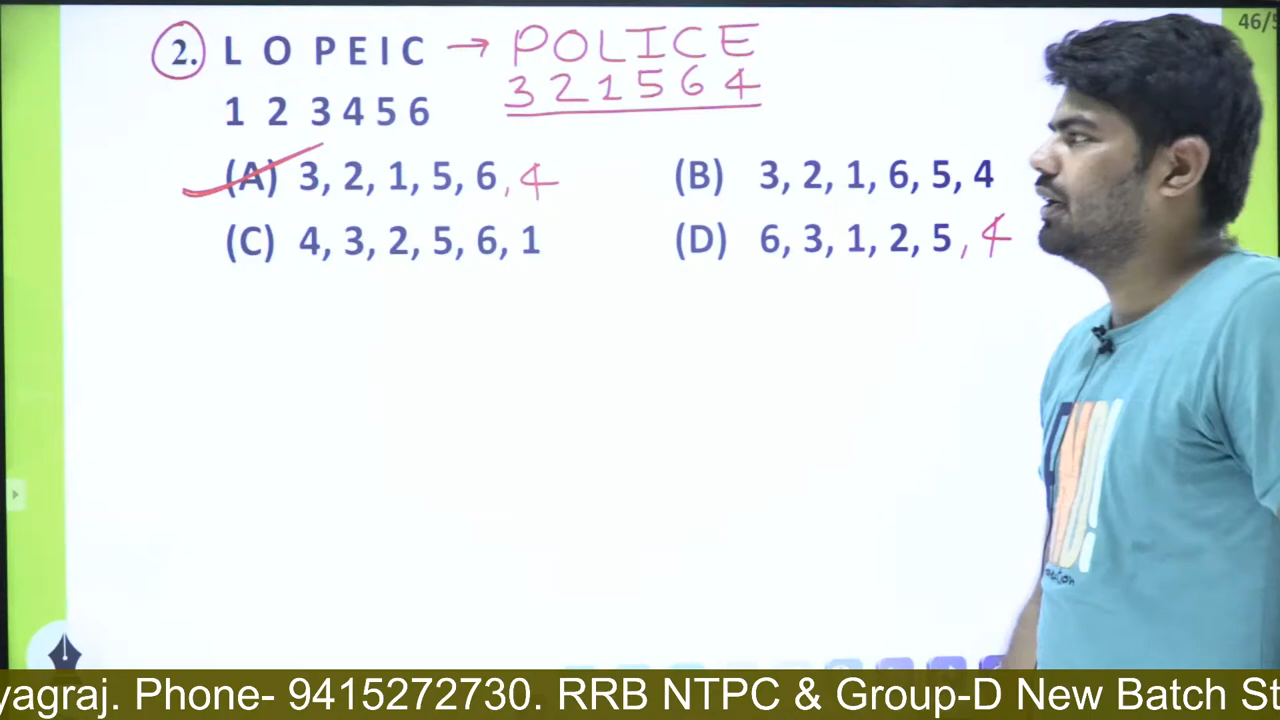 46/5
2. L O P E I C → POLICE
1 2 3 4 5 6 321564
(A) 3, 2, 1, 5, 6, 4 (B) 3, 2, 1, 6, 5, 4
(C) 4, 3, 2, 5, 6, 1 (D) 6, 3, 1, 2, 5, 4
yagraj. Phone- 9415272730. RRB NTPC & Group-D New Batch St